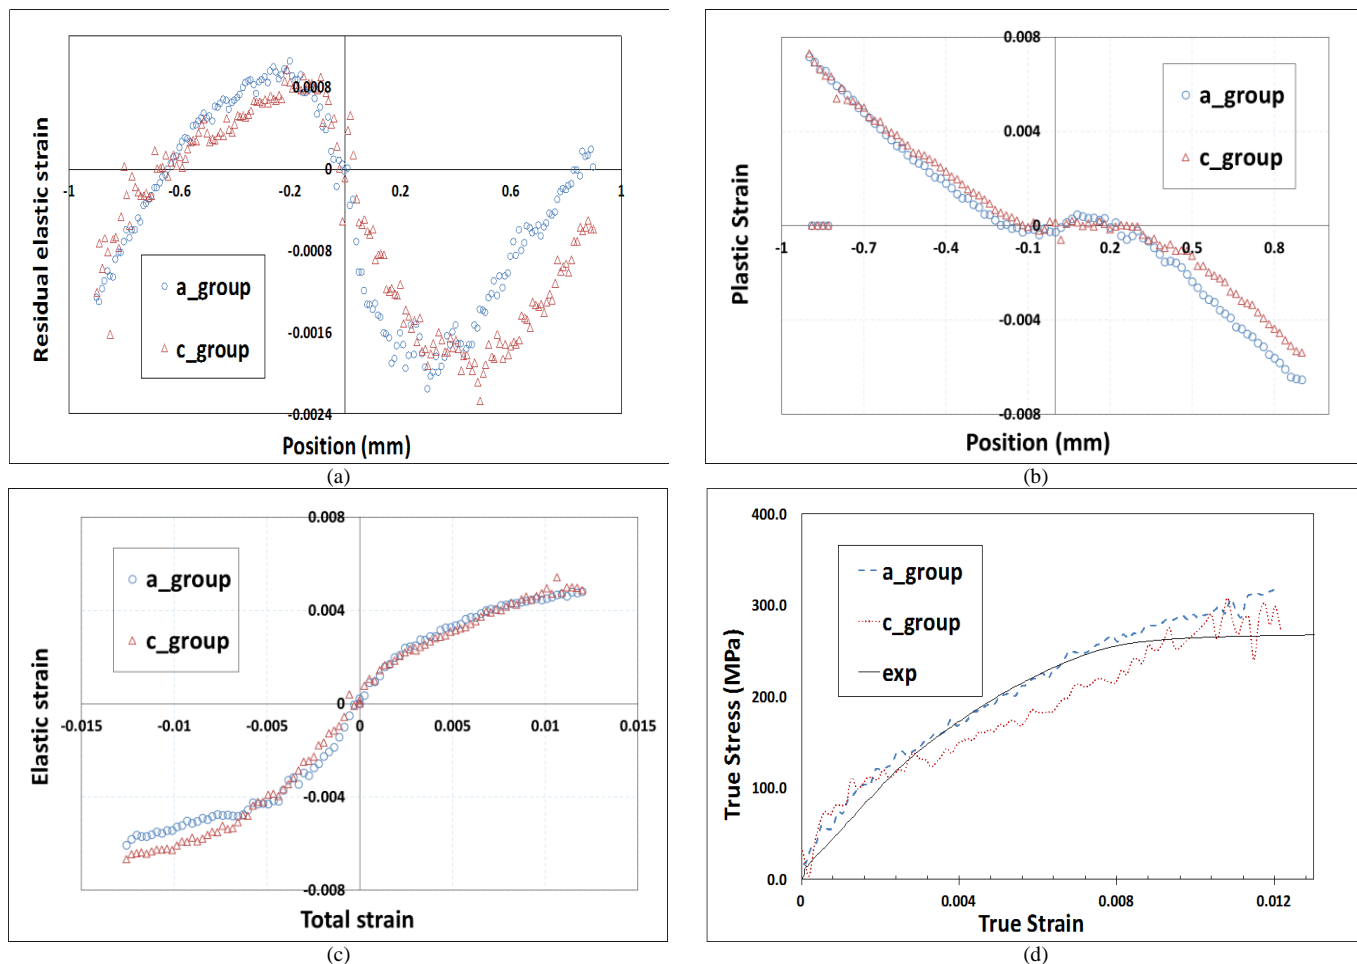 0.0008
0
-1
-0.6
-0.2
0.2
0.6
1
-0.0008
-0.0016
-0.0024
Residual elastic strain
a_group
c_group
Position (mm)
(a)
0.008
0.004
0
-1
-0.7
-0.4
-0.1
0.2
0.5
0.8
-0.004
-0.008
Plastic Strain
a_group
c_group
Position (mm)
(b)
0.008
0.004
0
-0.015
-0.010
-0.005
0
0.005
0.01
0.015
-0.004
-0.008
Elastic strain
a_group
c_group
Total strain
(c)
400.0
300.0
200.0
100.0
0.0
0
0.004
0.008
0.012
True Stress (MPa)
a_group
c_group
exp
True Strain
(d)